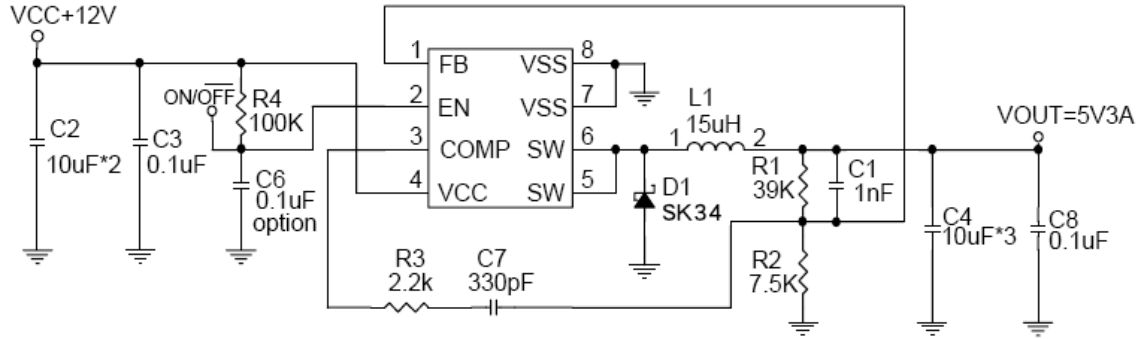 VCC+12V
ON/OFF
R4
100K
C2
10uF*2
C3
0.1uF
C6
0.1uF
option
1
FB
2
EN
3
COMP
4
VCC
VSS
8
VSS
7
SW
6
SW
5
R3
2.2k
C7
330pF
D1
SK34
L1
1
15uH
2
R1
39K
C1
1nF
R2
7.5K
VOUT=5V3A
C4
10uF*3
C8
0.1uF